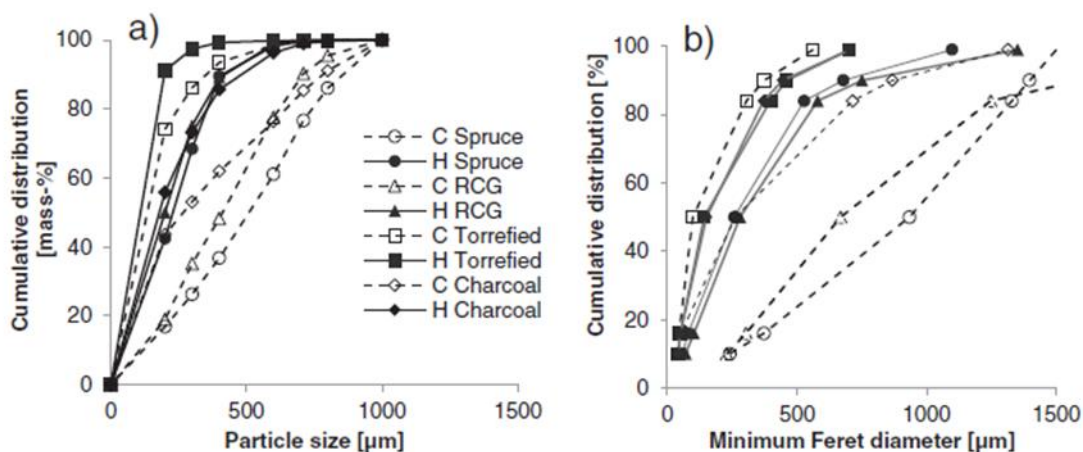 a)
Cumulative distribution
[mass-%]
100
80
60
40
20
0
0 500 1000 1500
Particle size [µm]
C Spruce
H Spruce
C RCG
H RCG
C Torrefied
H Torrefied
C Charcoal
H Charcoal
b)
Cumulative distribution [%]
100
80
60
40
20
0
0 500 1000 1500
Minimum Feret diameter [µm]